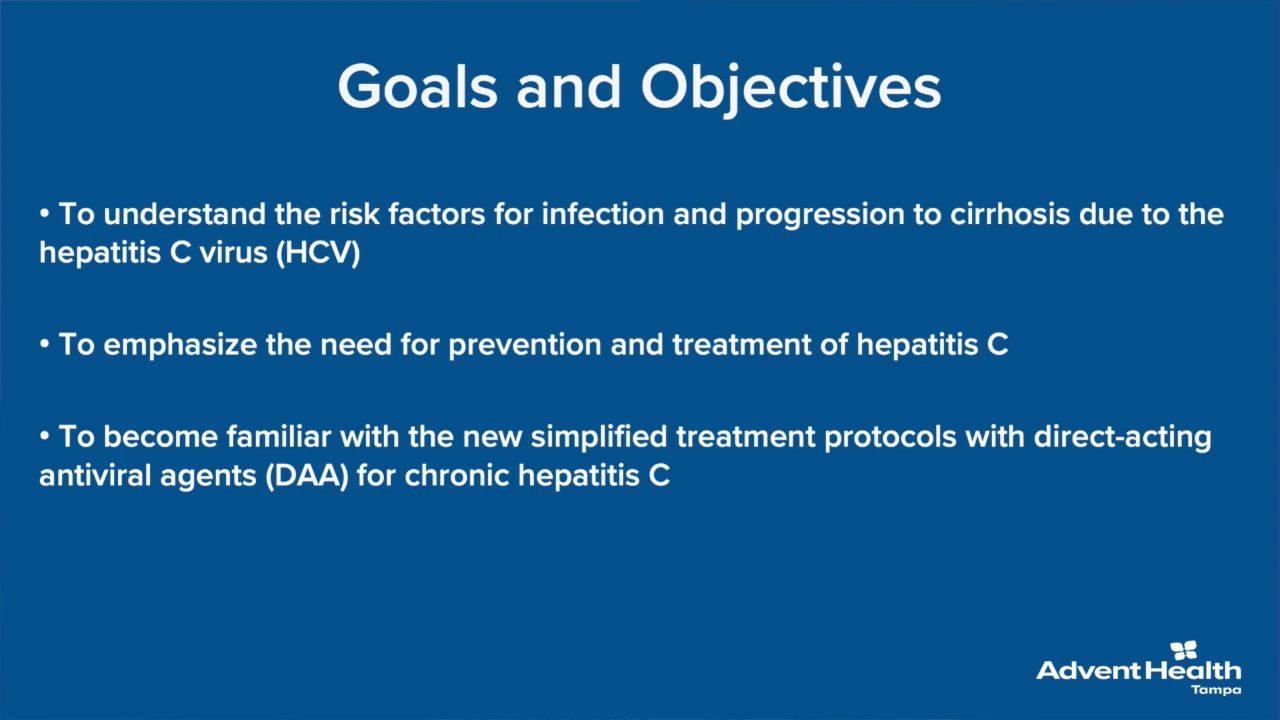 Goals and Objectives
• To understand the risk factors for infection and progression to cirrhosis due to the
hepatitis C virus (HCV)
• To emphasize the need for prevention and treatment of hepatitis C
• To become familiar with the new simplified treatment protocols with direct-acting
antiviral agents (DAA) for chronic hepatitis C
AdventHealth
Tampa